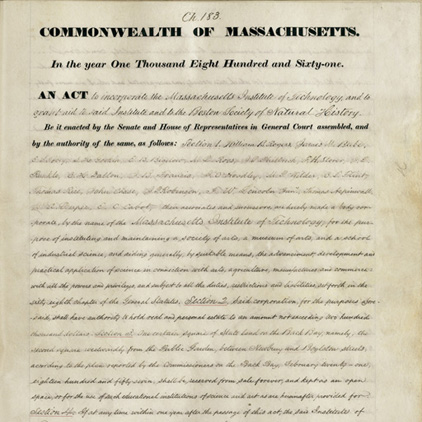 Ch. 183.
COMMONWEALTH OF MASSACHUSETTS.
In the year One Thousand Eight Hundred and Sixty-one.
AN ACT to incorporate the Massachusetts Institute of Technology, and to
grant aid to said Institute and to the Boston Society of Natural History.
Be it enacted by the Senate and House of Representatives in General Court assembled, and
by the authority of the same, as follows: Section 1. William B. Rogers, James M. Beebe,
E. S. Tobey, S. H. Gookin, E. B. Bigelow, M. D. Ross, J. D. Philbrick, F. H. Storer, J. D.
Runkle, C. H. Dalton, J. B. Francis, J. C. Hoadley, M. P. Wilder, C. L. Flint,
Thomas Rice, John Chase, J. P. Robinson, F. W. Lincoln, Jun., Thomas Aspinwall,
J. A. Dupee, E. C. Cabot, their associates and successors, are hereby made a body cor-
porate, by the name of the Massachusetts Institute of Technology, for the pur-
pose of instituting and maintaining a society of arts, a museum of arts, and a school
of industrial science, and aiding generally, by suitable means, the advancement, development and
practical application of science in connection with arts, agriculture, manufactures and commerce
with all the powers and privileges, and subject to all the duties, restrictions and liabilities, set forth in the
sixty-eighth chapter of the General Statutes. Section 2. Said corporation, for the purposes afore-
said, shall have authority to hold real and personal estate to an amount not exceeding two hundred
thousand dollars. Section 3. One certain square of State land on the Back Bay, namely, the
second square westwardly from the Public Garden, between Newbury and Boylston streets,
according to the plan reported by the Commissioners on the Back Bay, February twenty-one,
eighteen hundred and fifty-seven, shall be reserved from sale forever, and kept as an open
space, or for the use of such educational institutions of science and art as are hereinafter provided for.
Section 4. If at any time within one year after the passage of this act, the said Institute of